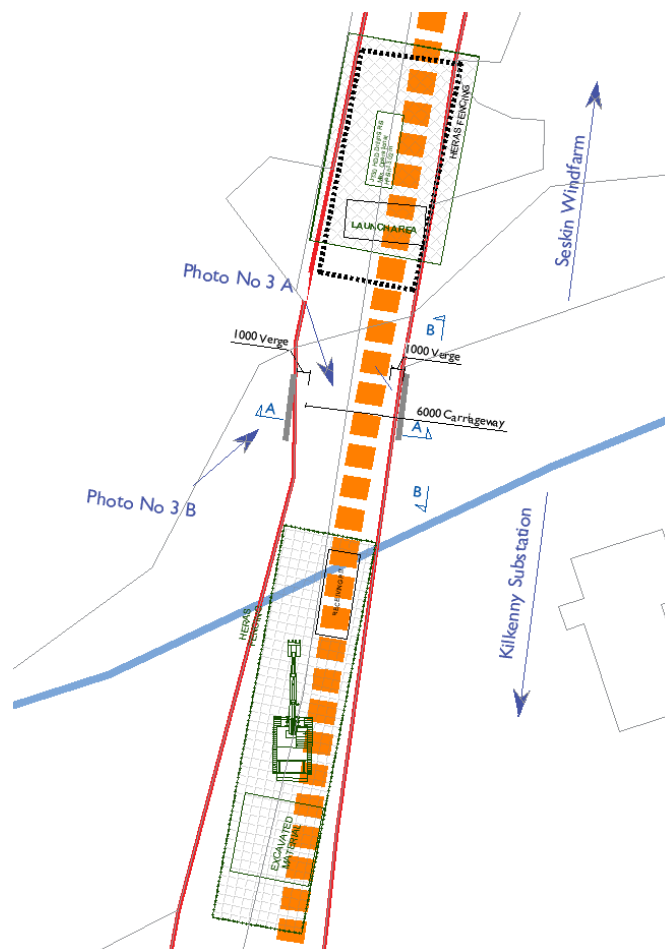 HERAS FENCING
LAUNCH AREA
Seskin Windfarm
Photo No 3 A
B
1000 Verge
1000 Verge
A
6000 Carriageway
A
Photo No 3 B
B
Kilkenny Substation
HERAS
FENCING
EXCAVATED
MATERIAL